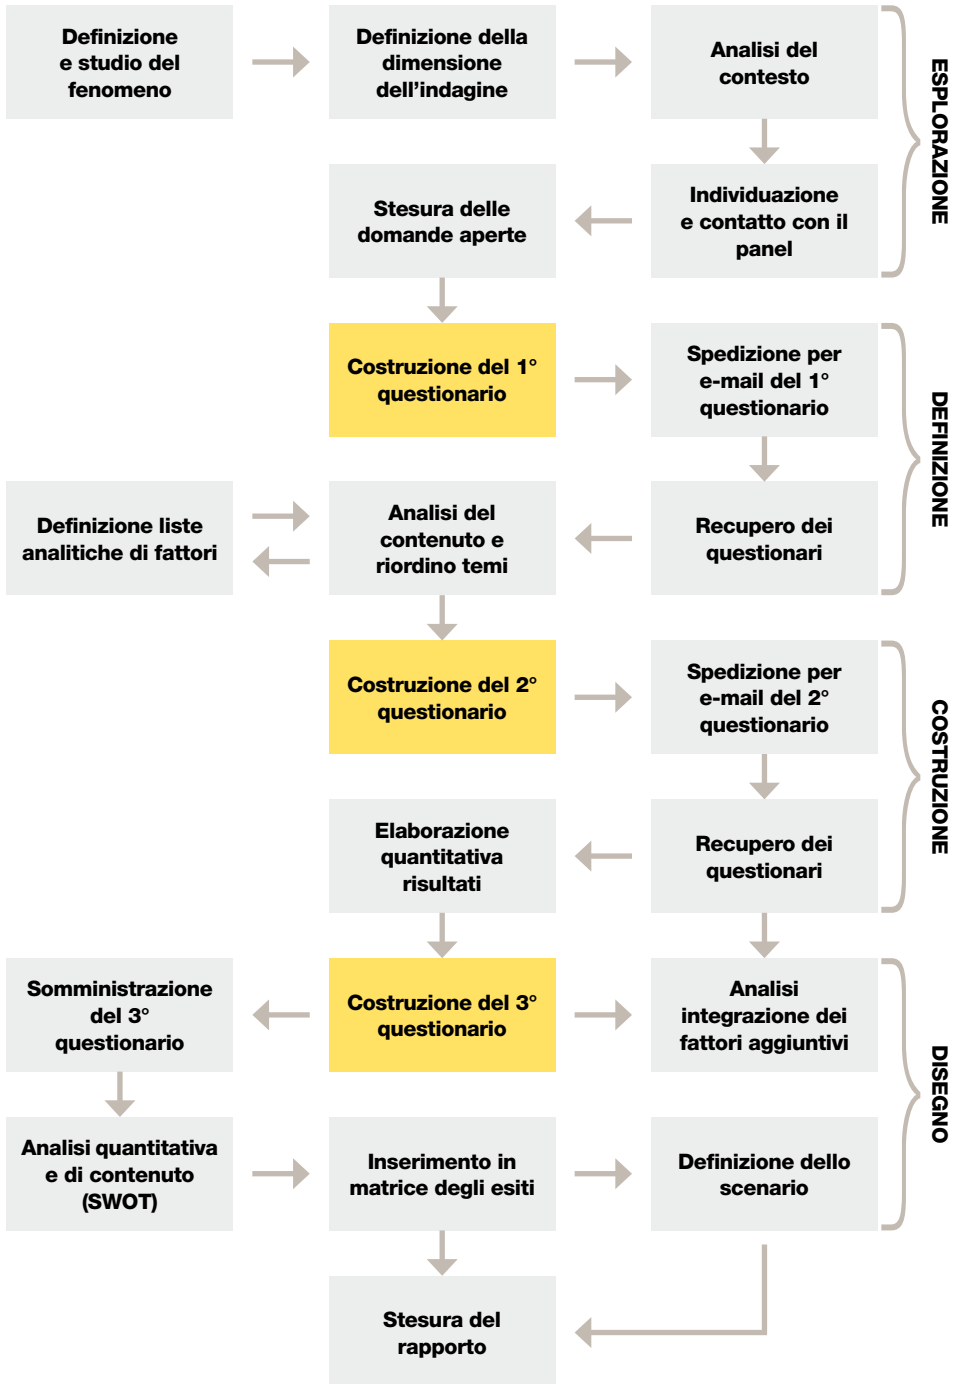 Definizione
e studio del
fenomeno
Definizione della
dimensione
dell'indagine
Analisi del
contesto
ESPLORAZIONE
Stesura delle
domande aperte
Individuazione
e contatto con il
panel
Costruzione del 1°
questionario
Spedizione per
e-mail del 1°
questionario
DEFINIZIONE
Definizione liste
analitiche di fattori
Analisi del
contenuto e
riordino temi
Recupero dei
questionari
Costruzione del 2°
questionario
Spedizione per
e-mail del 2°
questionario
COSTRUZIONE
Elaborazione
quantitativa
risultati
Recupero dei
questionari
Somministrazione
del 3°
questionario
Costruzione del 3°
questionario
Analisi
integrazione dei
fattori aggiuntivi
DISEGNO
Analisi quantitativa
e di contenuto
(SWOT)
Inserimento in
matrice degli esiti
Definizione dello
scenario
Stesura del
rapporto